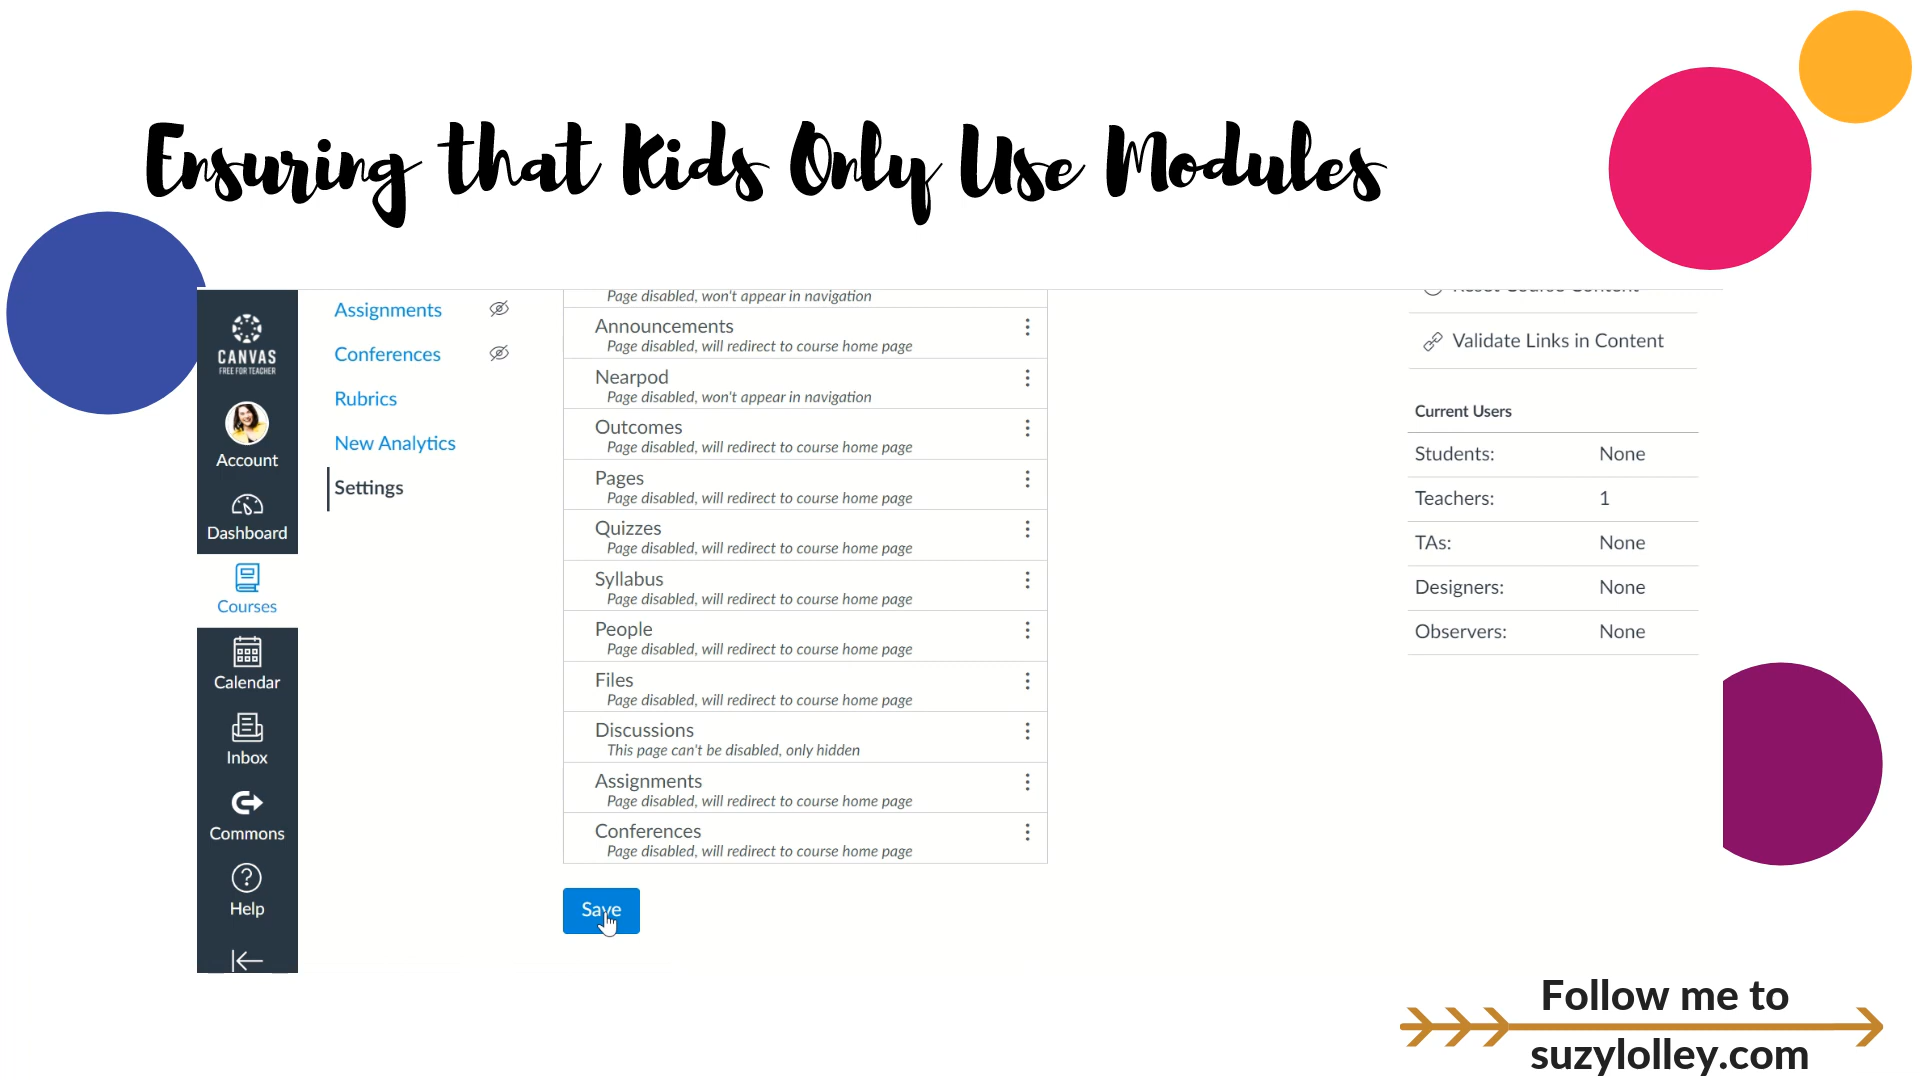 Ensuring that Kids Only Use Modules
CANVAS
FREE FOR TEACHER
Account
Dashboard
Courses
Calendar
Inbox
Commons
Help
Assignments
Conferences
Rubrics
New Analytics
Settings
Page disabled, won't appear in navigation
Announcements
Page disabled, will redirect to course home page
Nearpod
Page disabled, won't appear in navigation
Outcomes
Page disabled, will redirect to course home page
Pages
Page disabled, will redirect to course home page
Quizzes
Page disabled, will redirect to course home page
Syllabus
Page disabled, will redirect to course home page
People
Page disabled, will redirect to course home page
Files
Page disabled, will redirect to course home page
Discussions
This page can't be disabled, only hidden
Assignments
Page disabled, will redirect to course home page
Conferences
Page disabled, will redirect to course home page
Save
Reset Course Content
Validate Links in Content
Current Users
Students: None
Teachers: 1
TAs: None
Designers: None
Observers: None
Follow me to
suzylolley.com